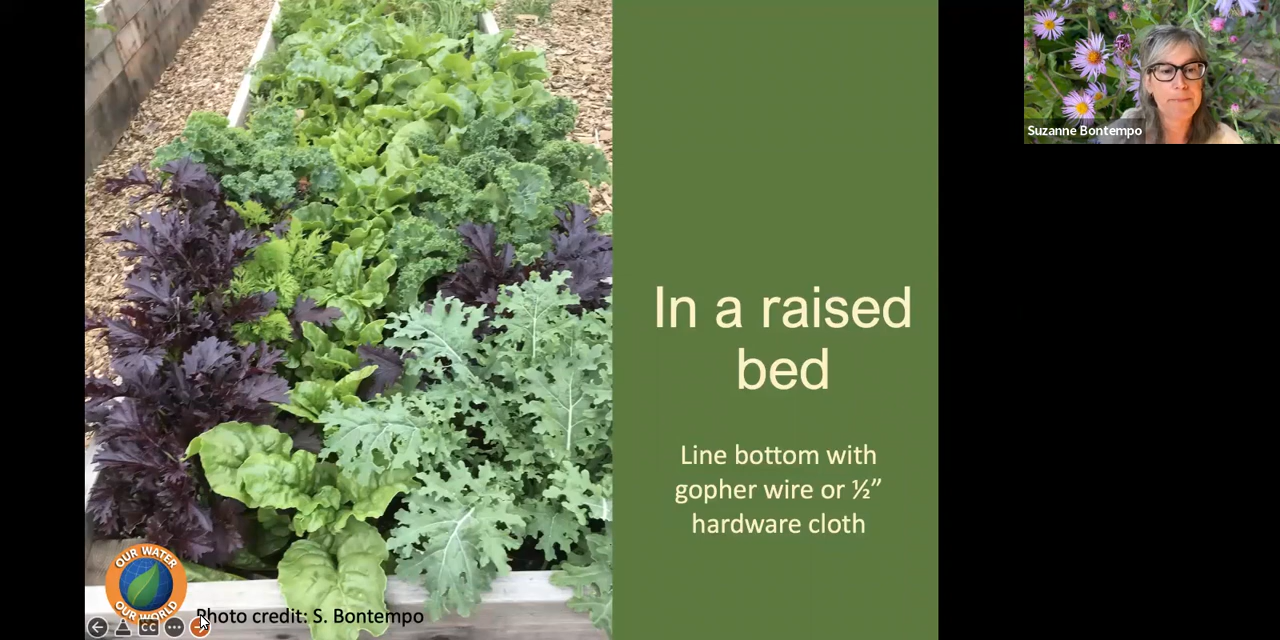 Suzanne Bontempo
In a raised
bed
Line bottom with
gopher wire or ½”
hardware cloth
OUR WATER
OUR WORLD
Photo credit: S. Bontempo
CC